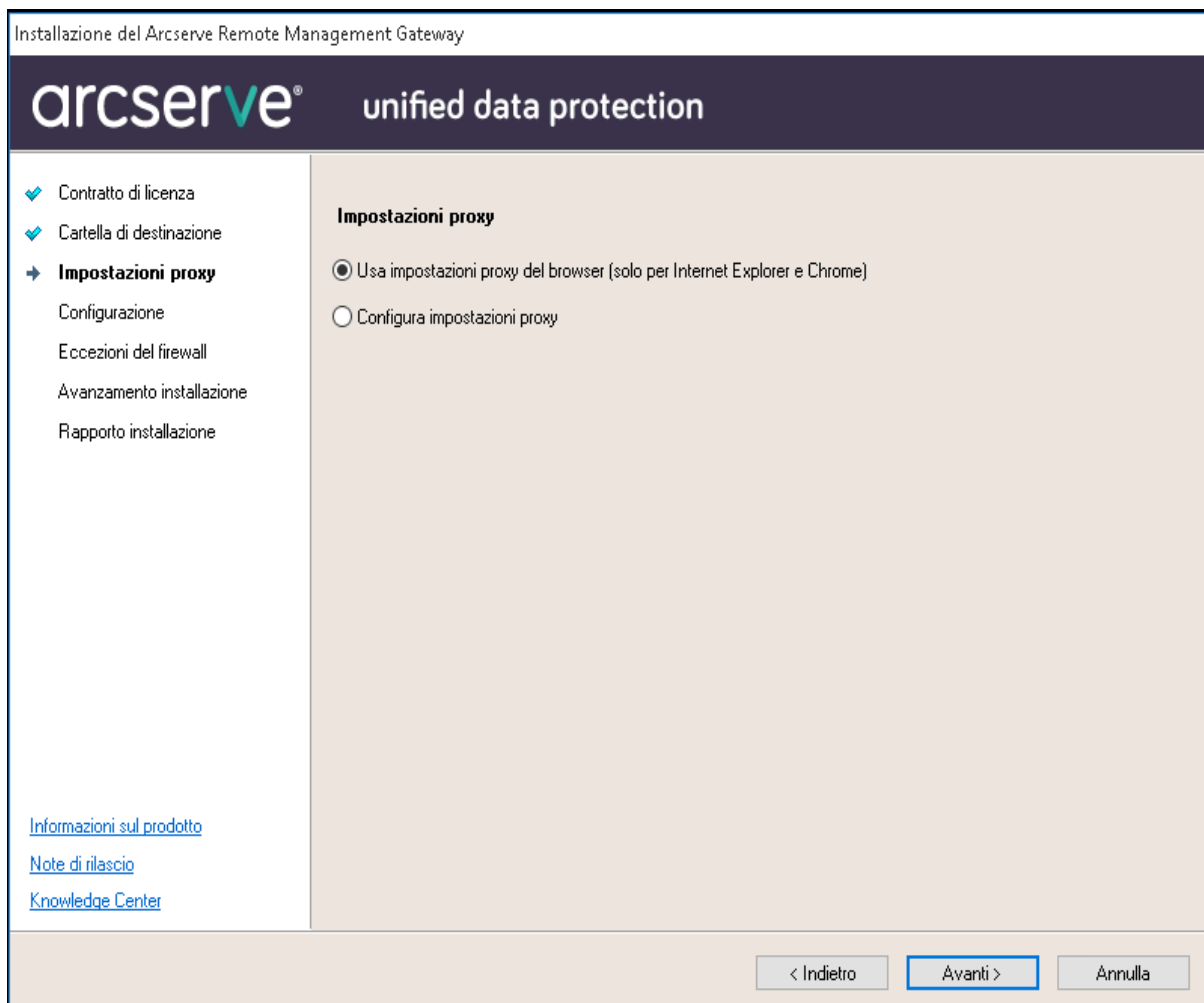 Installazione del Arcserve Remote Management Gateway
arcserve® unified data protection
Contratto di licenza
Cartella di destinazione
Impostazioni proxy
Configurazione
Eccezioni del firewall
Avanzamento installazione
Rapporto installazione
Informazioni sul prodotto
Note di rilascio
Knowledge Center
Impostazioni proxy
Usa impostazioni proxy del browser (solo per Internet Explorer e Chrome)
Configura impostazioni proxy
< Indietro
Avanti >
Annulla